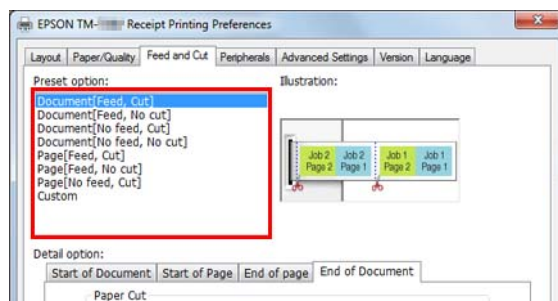 EPSON TM- Receipt Printing Preferences
Layout Paper/Quality Feed and Cut Peripherals Advanced Settings Version Language
Preset option:
Illustration:
Document[Feed, Cut]
Document[Feed, No cut]
Document[No feed, Cut]
Document[No feed, No cut]
Page[Feed, Cut]
Page[Feed, No cut]
Page[No feed, Cut]
Custom
Job 2 Job 2 Job 1 Job 1
Page 2 Page 1 Page 2 Page 1
Detail option:
Start of Document Start of Page End of page End of Document
Paper Cut